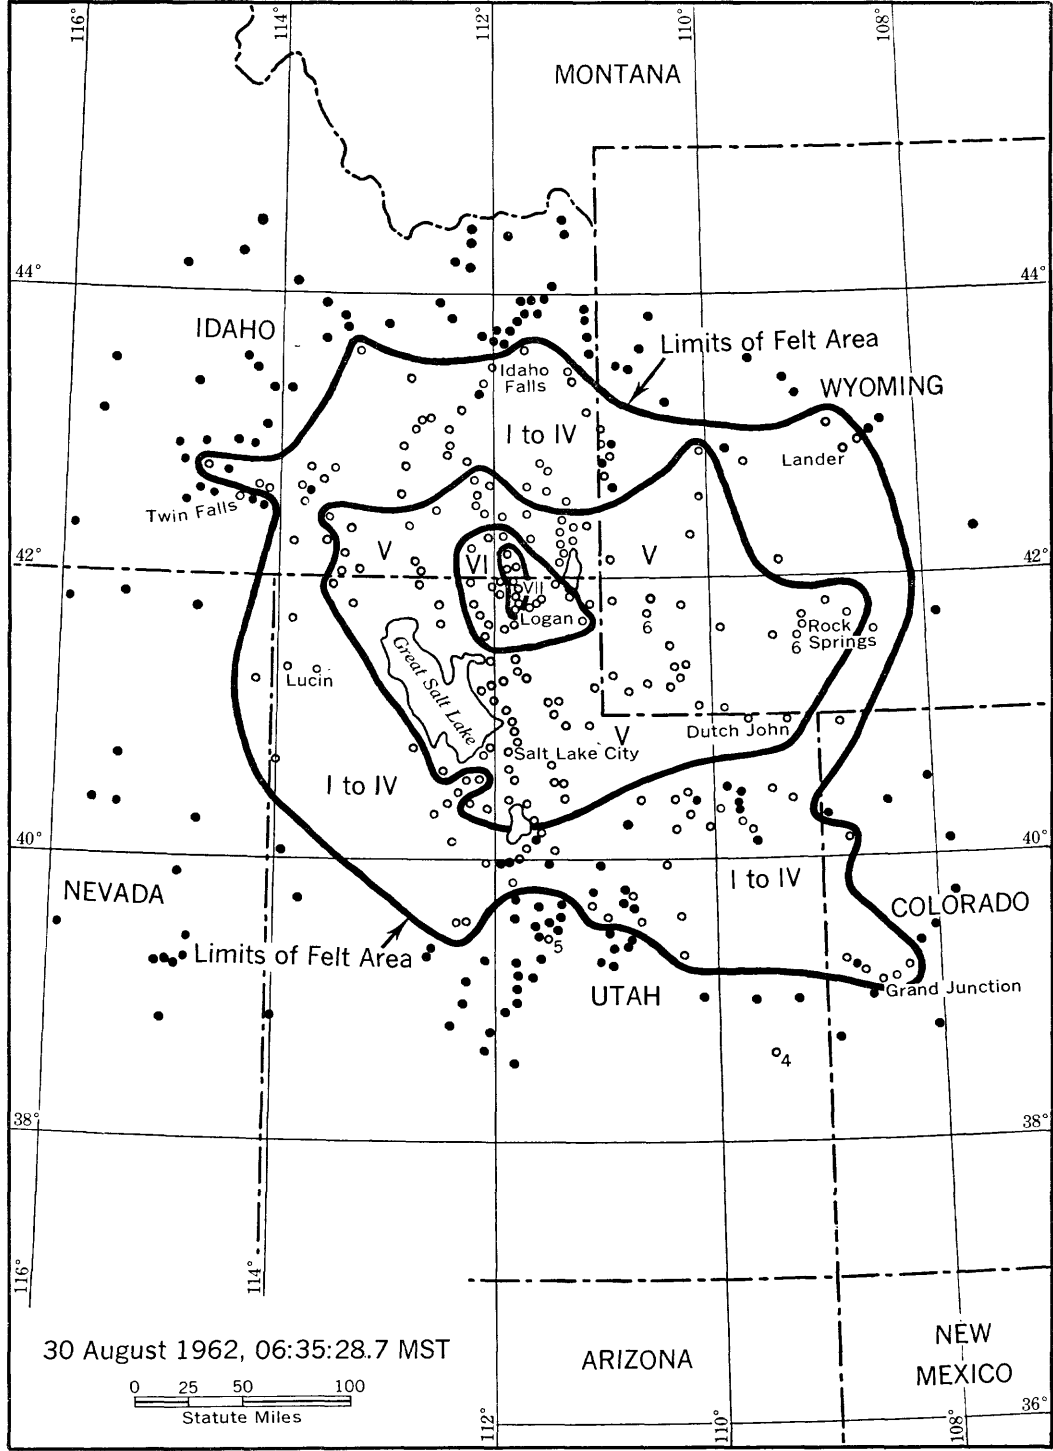 116°
114°
112°
110°
108°
MONTANA
44°
44°
IDAHO
Limits of Felt Area
Idaho
Falls
WYOMING
I to IV
Lander
Twin Falls
42°
V
VI
V
42°
VII
Logan
6
Rock
Springs
6
Great Salt Lake
Lucin
Dutch John
V
Salt Lake City
I to IV
40°
40°
NEVADA
I to IV
COLORADO
Limits of Felt Area
5
UTAH
Grand Junction
4
38°
38°
116°
114°
30 August 1962, 06:35:28.7 MST
0 25 50 100
Statute Miles
ARIZONA
NEW
MEXICO
112°
110°
108°
36°